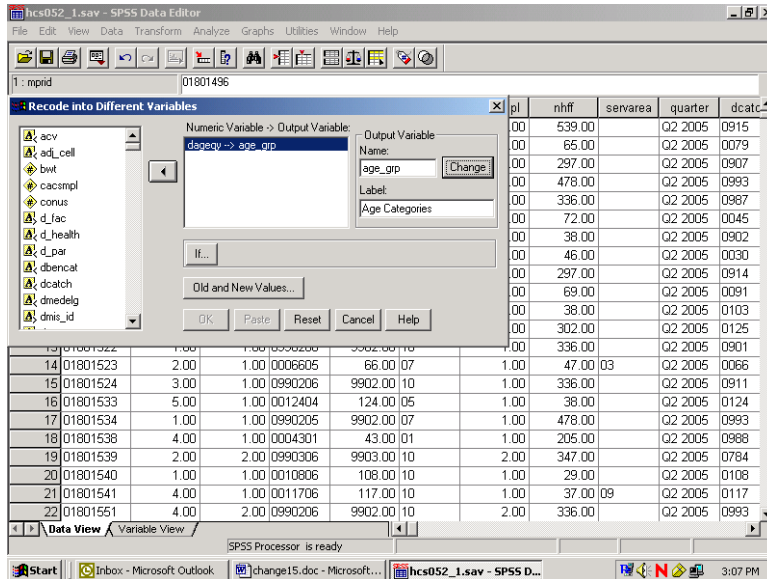 hcs052_1.sav - SPSS Data Editor
File Edit View Data Transform Analyze Graphs Utilities Window Help
1 : mprid 01801496
Recode into Different Variables
acv
adj_cell
bwt
cacsmpl
conus
d_fac
d_health
d_par
dbencat
dcatch
dmedelg
dmis_id
Numeric Variable -> Output Variable:
dageqy --> age_grp
Output Variable
Name:
age_grp
Change
Label:
Age Categories
If...
Old and New Values...
OK Paste Reset Cancel Help
pl nhff servarea quarter dcatc
.00 539.00 Q2 2005 0915
.00 65.00 Q2 2005 0079
.00 297.00 Q2 2005 0907
.00 478.00 Q2 2005 0993
.00 336.00 Q2 2005 0987
.00 72.00 Q2 2005 0045
.00 38.00 Q2 2005 0902
.00 46.00 Q2 2005 0030
.00 297.00 Q2 2005 0914
.00 69.00 Q2 2005 0091
.00 38.00 Q2 2005 0103
.00 302.00 Q2 2005 0125
13 01801522 1.00 1.00 0990200 9902.00 10 1.00 336.00 Q2 2005 0901
14 01801523 2.00 1.00 0006605 66.00 07 1.00 47.00 03 Q2 2005 0066
15 01801524 3.00 1.00 0990206 9902.00 10 1.00 336.00 Q2 2005 0911
16 01801533 5.00 1.00 0012404 124.00 05 1.00 38.00 Q2 2005 0124
17 01801534 1.00 1.00 0990205 9902.00 07 1.00 478.00 Q2 2005 0993
18 01801538 4.00 1.00 0004301 43.00 01 1.00 205.00 Q2 2005 0988
19 01801539 2.00 2.00 0990306 9903.00 10 2.00 347.00 Q2 2005 0784
20 01801540 1.00 1.00 0010806 108.00 10 1.00 29.00 Q2 2005 0108
21 01801541 4.00 1.00 0011706 117.00 10 1.00 37.00 09 Q2 2005 0117
22 01801551 4.00 2.00 0990206 9902.00 10 2.00 336.00 Q2 2005 0993
Data View Variable View
SPSS Processor is ready
Start Inbox - Microsoft Outlook change15.doc - Microsoft... hcs052_1.sav - SPSS D... 3:07 PM